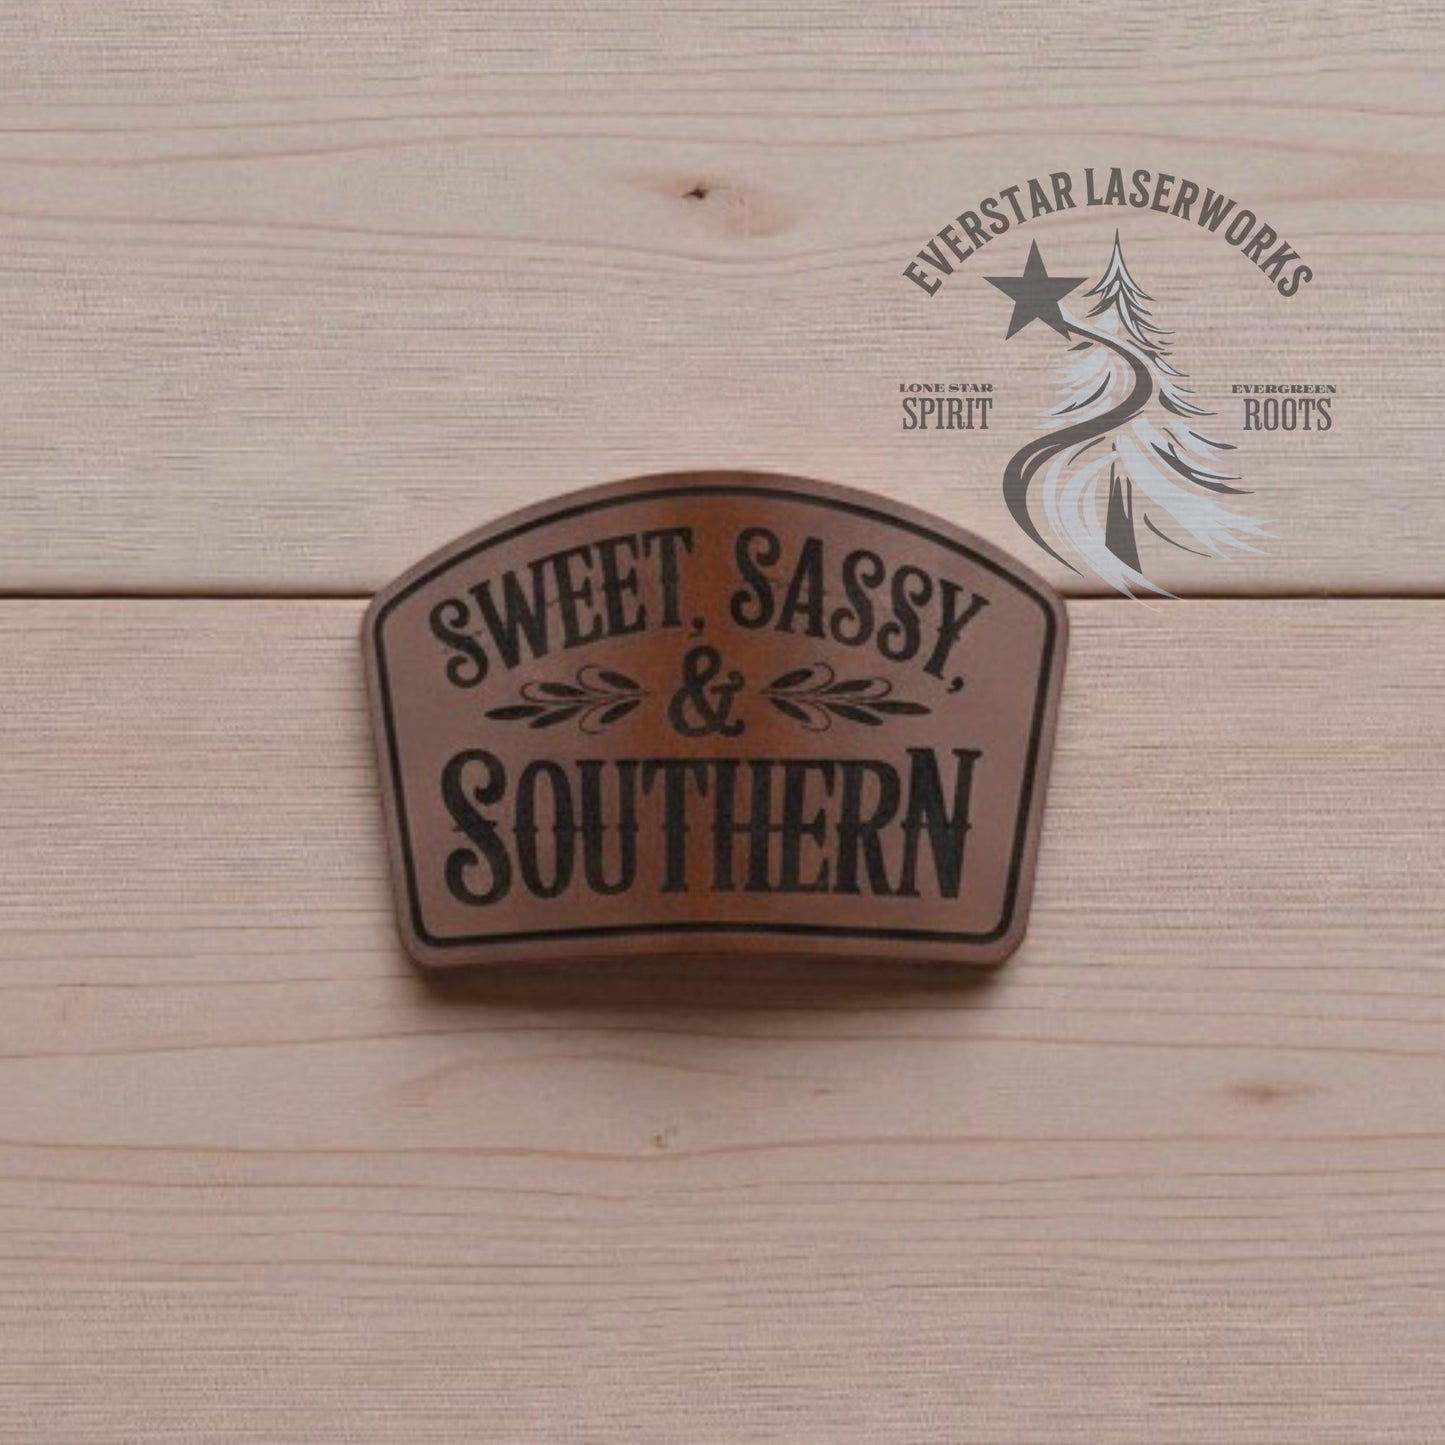 EVERSTAR LASERWORKS
LONE STAR
SPIRIT
EVERGREEN
ROOTS
SWEET, SASSY,
&
SOUTHERN